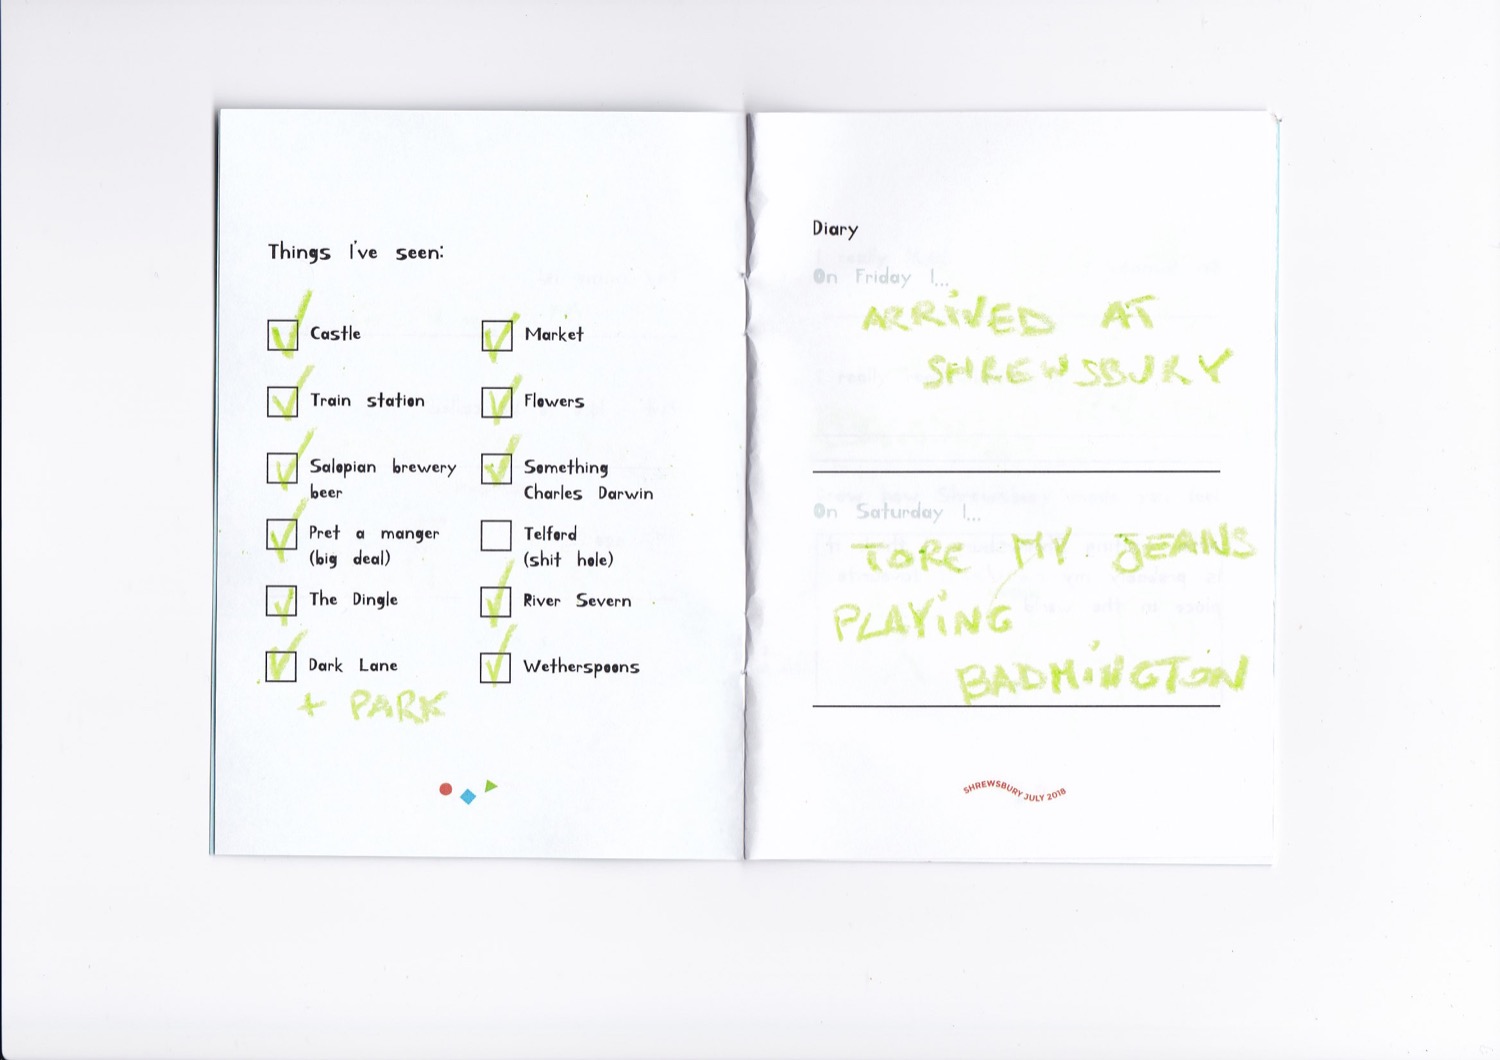 Things I've seen:
Castle
Train station
Salopian brewery
beer
Pret a manger
(big deal)
The Dingle
Dark Lane
+ PARK
Market
Flowers
Something
Charles Darwin
Telford
(shit hole)
River Severn
Wetherspoons
Diary
On Friday I...
ARRIVED AT
SHREWSBURY
On Saturday I...
TORE MY JEANS
PLAYING
BADMINGTON
SHREWSBURY JULY 2018